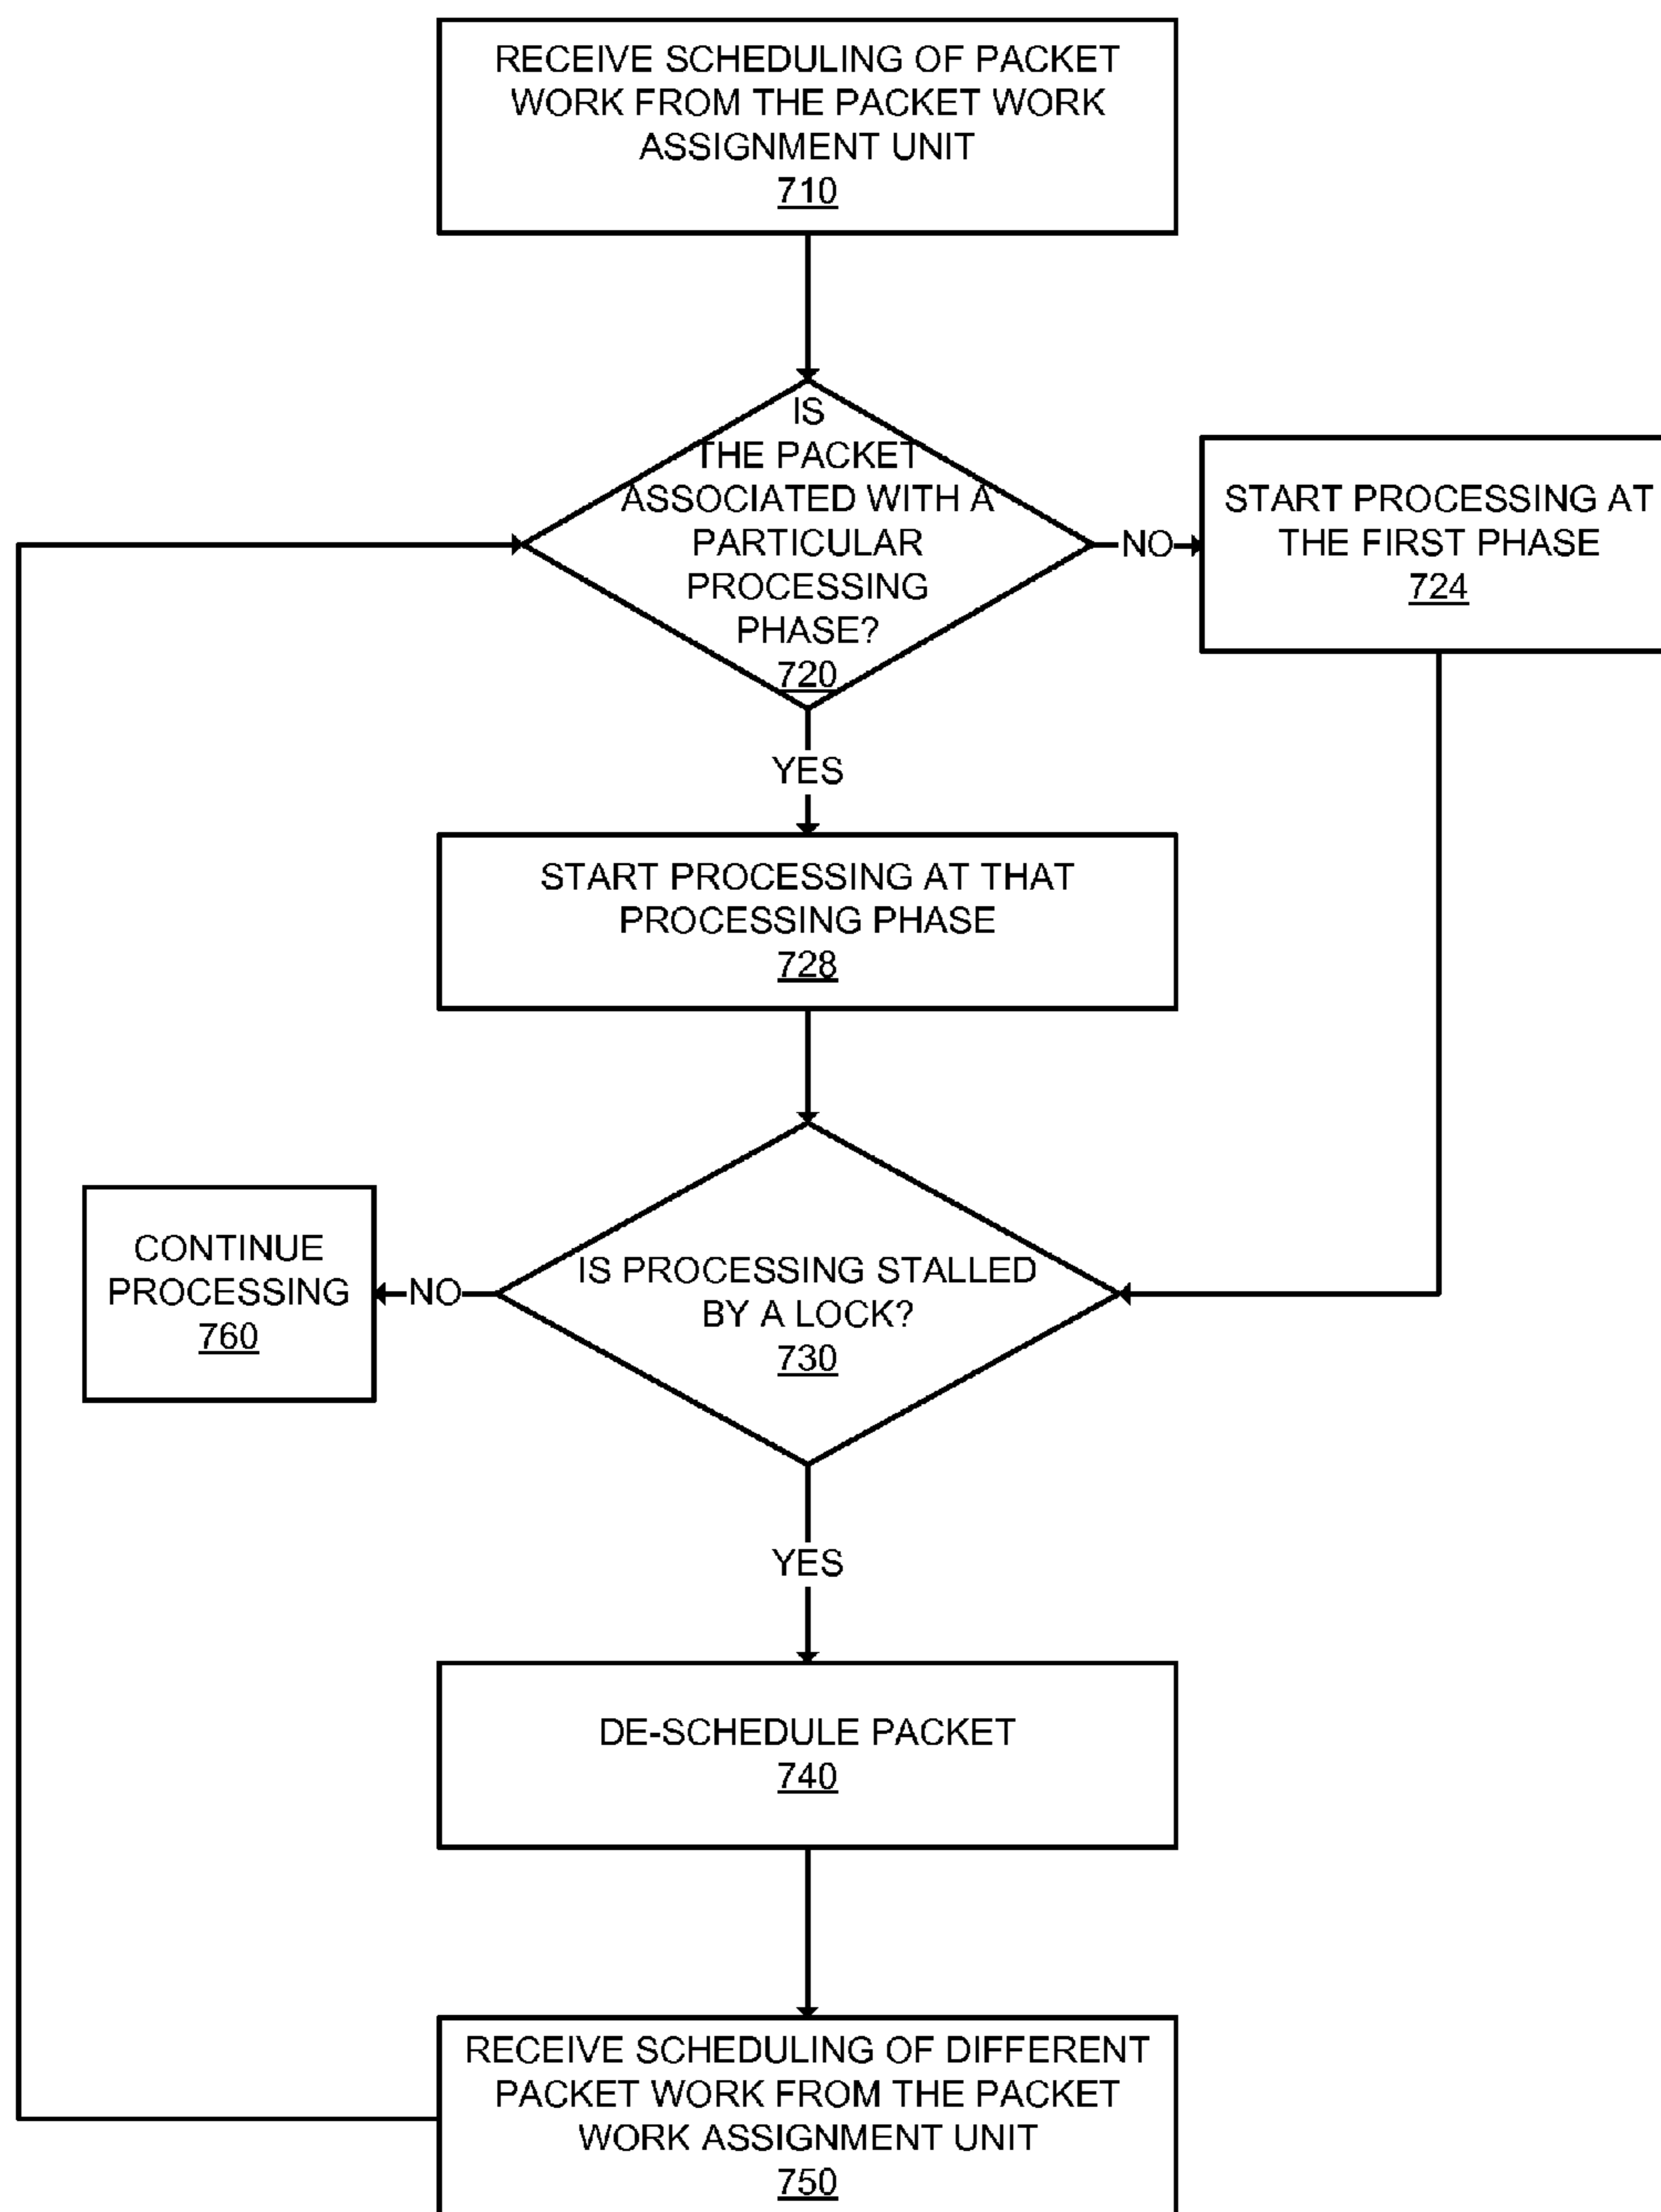 RECEIVE SCHEDULING OF PACKET
WORK FROM THE PACKET WORK
ASSIGNMENT UNIT
710
IS
THE PACKET
ASSOCIATED WITH A
PARTICULAR
PROCESSING
PHASE?
720
NO
START PROCESSING AT
THE FIRST PHASE
724
YES
START PROCESSING AT THAT
PROCESSING PHASE
728
IS PROCESSING STALLED
BY A LOCK?
730
NO
CONTINUE
PROCESSING
760
YES
DE-SCHEDULE PACKET
740
RECEIVE SCHEDULING OF DIFFERENT
PACKET WORK FROM THE PACKET
WORK ASSIGNMENT UNIT
750